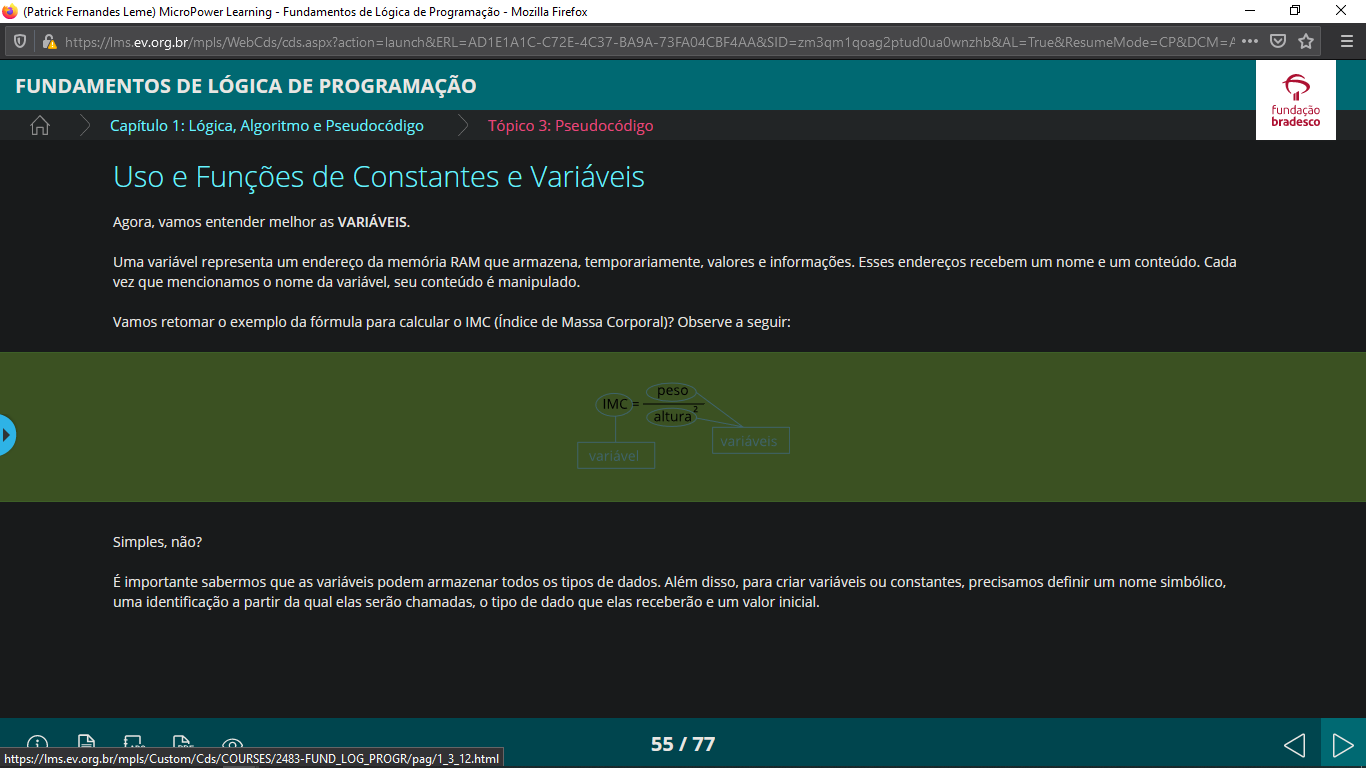 (Patrick Fernandes Leme) MicroPower Learning - Fundamentos de Lógica de Programação - Mozilla Firefox
https://lms.ev.org.br/mpls/WebCds/cds.aspx?action=launch&ERL=AD1E1A1C-C72E-4C37-BA9A-73FA04CBF4AA&SID=zm3qm1qoag2ptud0ua0wnzhb&AL=True&ResumeMode=CP&DCM=A
FUNDAMENTOS DE LÓGICA DE PROGRAMAÇÃO
fundação
bradesco
Capítulo 1: Lógica, Algoritmo e Pseudocódigo Tópico 3: Pseudocódigo
Uso e Funções de Constantes e Variáveis
Agora, vamos entender melhor as VARIÁVEIS.
Uma variável representa um endereço da memória RAM que armazena, temporariamente, valores e informações. Esses endereços recebem um nome e um conteúdo. Cada
vez que mencionamos o nome da variável, seu conteúdo é manipulado.
Vamos retomar o exemplo da fórmula para calcular o IMC (Índice de Massa Corporal)? Observe a seguir:
peso
IMC =
altura²
variáveis
variável
Simples, não?
É importante sabermos que as variáveis podem armazenar todos os tipos de dados. Além disso, para criar variáveis ou constantes, precisamos definir um nome simbólico,
uma identificação a partir da qual elas serão chamadas, o tipo de dado que elas receberão e um valor inicial.
55 / 77
https://lms.ev.org.br/mpls/Custom/Cds/COURSES/2483-FUND_LOG_PROGR/pag/1_3_12.html